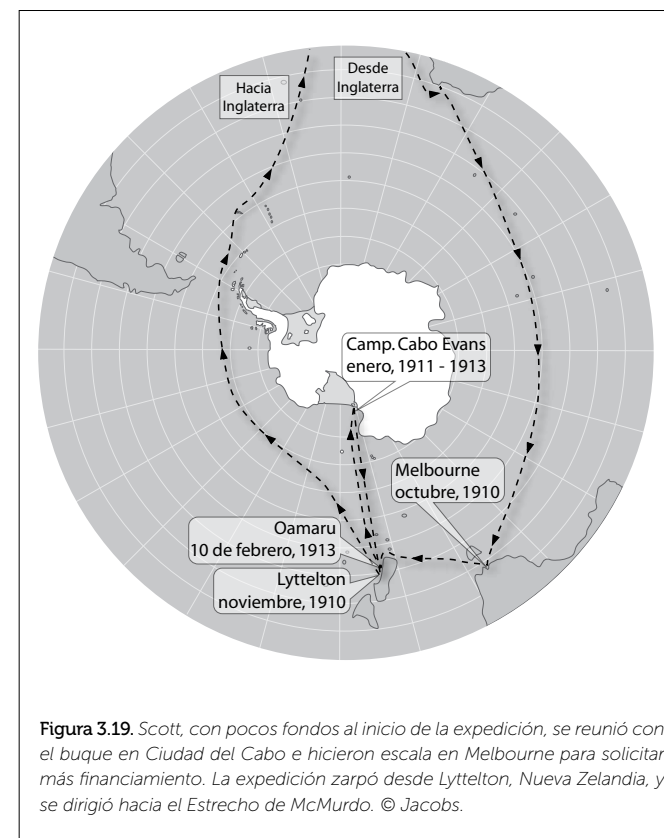 Hacia
Inglaterra
Desde
Inglaterra
Camp. Cabo Evans
enero, 1911 - 1913
Melbourne
octubre, 1910
Oamaru
10 de febrero, 1913
Lyttelton
noviembre, 1910
Figura 3.19. Scott, con pocos fondos al inicio de la expedición, se reunió con
el buque en Ciudad del Cabo e hicieron escala en Melbourne para solicitar
más financiamiento. La expedición zarpó desde Lyttelton, Nueva Zelandia, y
se dirigió hacia el Estrecho de McMurdo. © Jacobs.